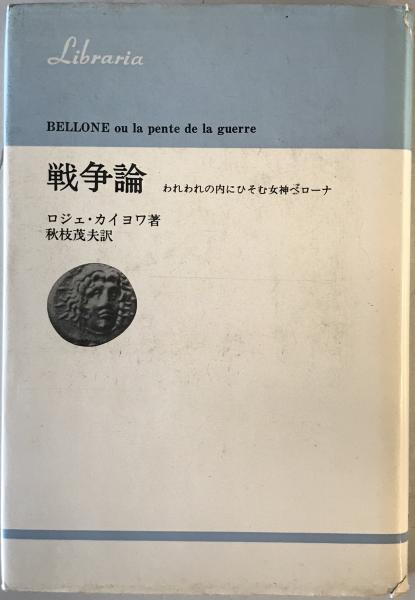 Libraria
BELLONE ou la pente de la guerre
戦争論 われわれの内にひそむ女神ベローナ
ロジェ・カイヨワ著
秋枝茂夫訳